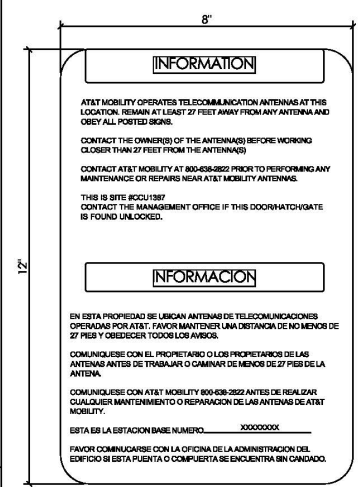 8"
INFORMATION
AT&T MOBILITY OPERATES TELECOMMUNICATION ANTENNAS AT THIS
LOCATION. REMAIN AT LEAST 27 FEET AWAY FROM ANY ANTENNA AND
OBEY ALL POSTED SIGNS.
CONTACT THE OWNER(S) OF THE ANTENNA(S) BEFORE WORKING
CLOSER THAN 27 FEET FROM THE ANTENNA(S)
CONTACT AT&T MOBILITY AT 800-638-2822 PRIOR TO PERFORMING ANY
MAINTENANCE OR REPAIRS NEAR AT&T MOBILITY ANTENNAS.
THIS IS SITE #CCU1387
CONTACT THE MANAGEMENT OFFICE IF THIS DOOR/HATCH/GATE
IS FOUND UNLOCKED.
12"
INFORMACION
EN ESTA PROPIEDAD SE UBICAN ANTENAS DE TELECOMUNICACIONES
OPERADAS POR AT&T. FAVOR MANTENER UNA DISTANCIA DE NO MENOS DE
27 PIES Y OBEDECER TODOS LOS AVISOS.
COMUNIQUESE CON EL PROPIETARIO O LOS PROPIETARIOS DE LAS
ANTENAS ANTES DE TRABAJAR O CAMINAR DE MENOS DE 27 PIES DE LA
ANTENA.
COMUNIQUESE CON AT&T MOBILITY 800-638-2822 ANTES DE REALIZAR
CUALQUIER MANTENIMIENTO O REPARACION DE LAS ANTENAS DE AT&T
MOBILITY.
ESTA ES LA ESTACION BASE NUMERO XXXXXXXX
FAVOR COMINUCARSE CON LA OFICINA DE LA ADMINISTRACION DEL
EDIFICIO SI ESTA PUENTA O COMPUERTA SE ENCUENTRA SIN CANDADO.